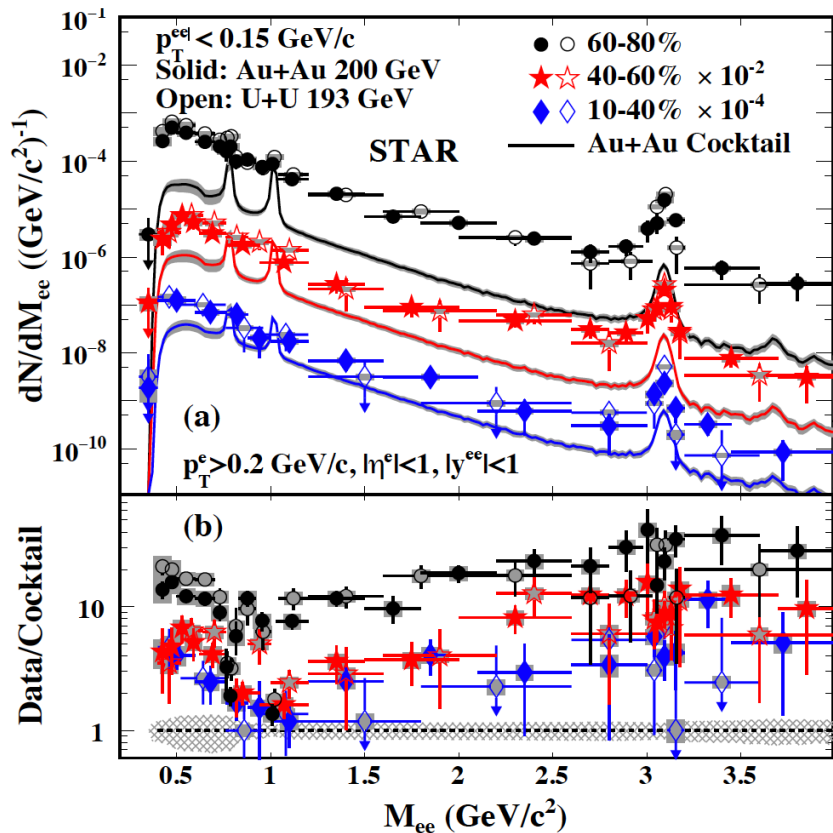 p_T^ee < 0.15 GeV/c
Solid: Au+Au 200 GeV
Open: U+U 193 GeV
60-80%
40-60% × 10^-2
10-40% × 10^-4
Au+Au Cocktail
STAR
(a)
p_T^e>0.2 GeV/c, |η^e|<1, |y^ee|<1
dN/dM_ee ((GeV/c^2)^-1)
10^-1
10^-2
10^-4
10^-6
10^-8
10^-10
(b)
Data/Cocktail
10
1
0.5 1 1.5 2 2.5 3 3.5
M_ee (GeV/c^2)